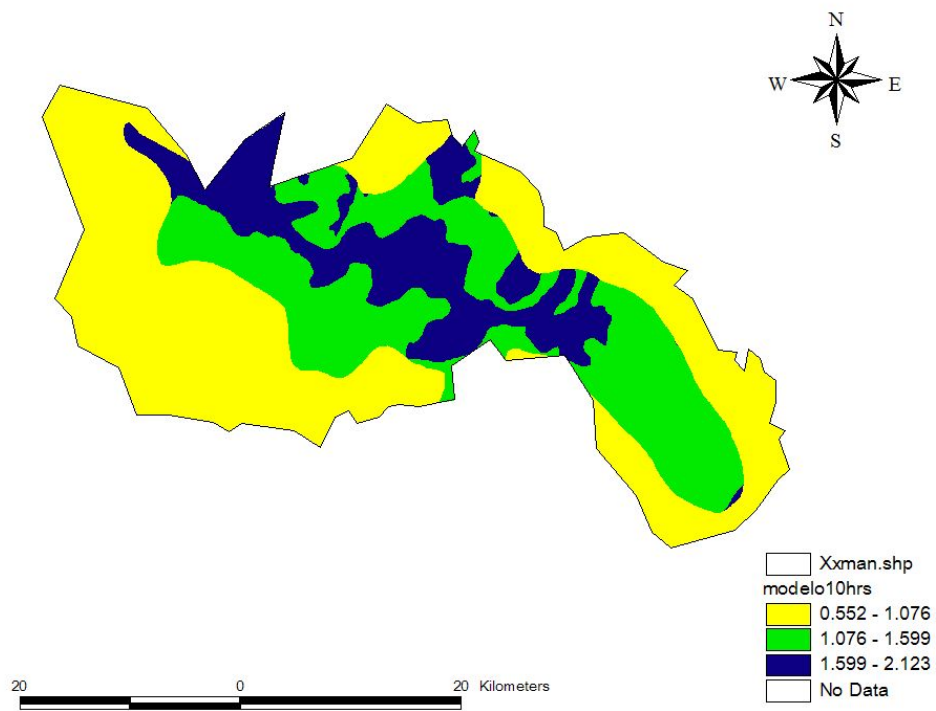 N
W E
S
Xxman.shp
modelo10hrs
0.552 - 1.076
1.076 - 1.599
1.599 - 2.123
No Data
20 0 20 Kilometers